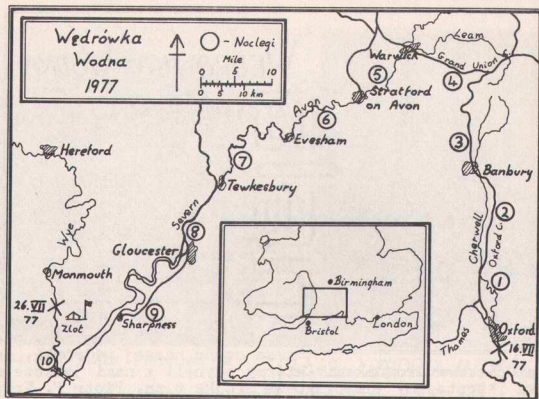 Wędrówka
Wodna
1977
- Noclegi
Mile
0 5 10
0 5 10 km
Leam
Warwick
Grand Union
5
4
Stratford
on Avon
Avon
6
Evesham
3
Hereford
7
Banbury
Tewkesbury
2
Wye
Severn
Cherwell
Oxford C.
8
Gloucester
Birmingham
Monmouth
1
26.VII
77
Zlot
9
Sharpness
Bristol
London
Thames
Oxford
16.VII
77
10